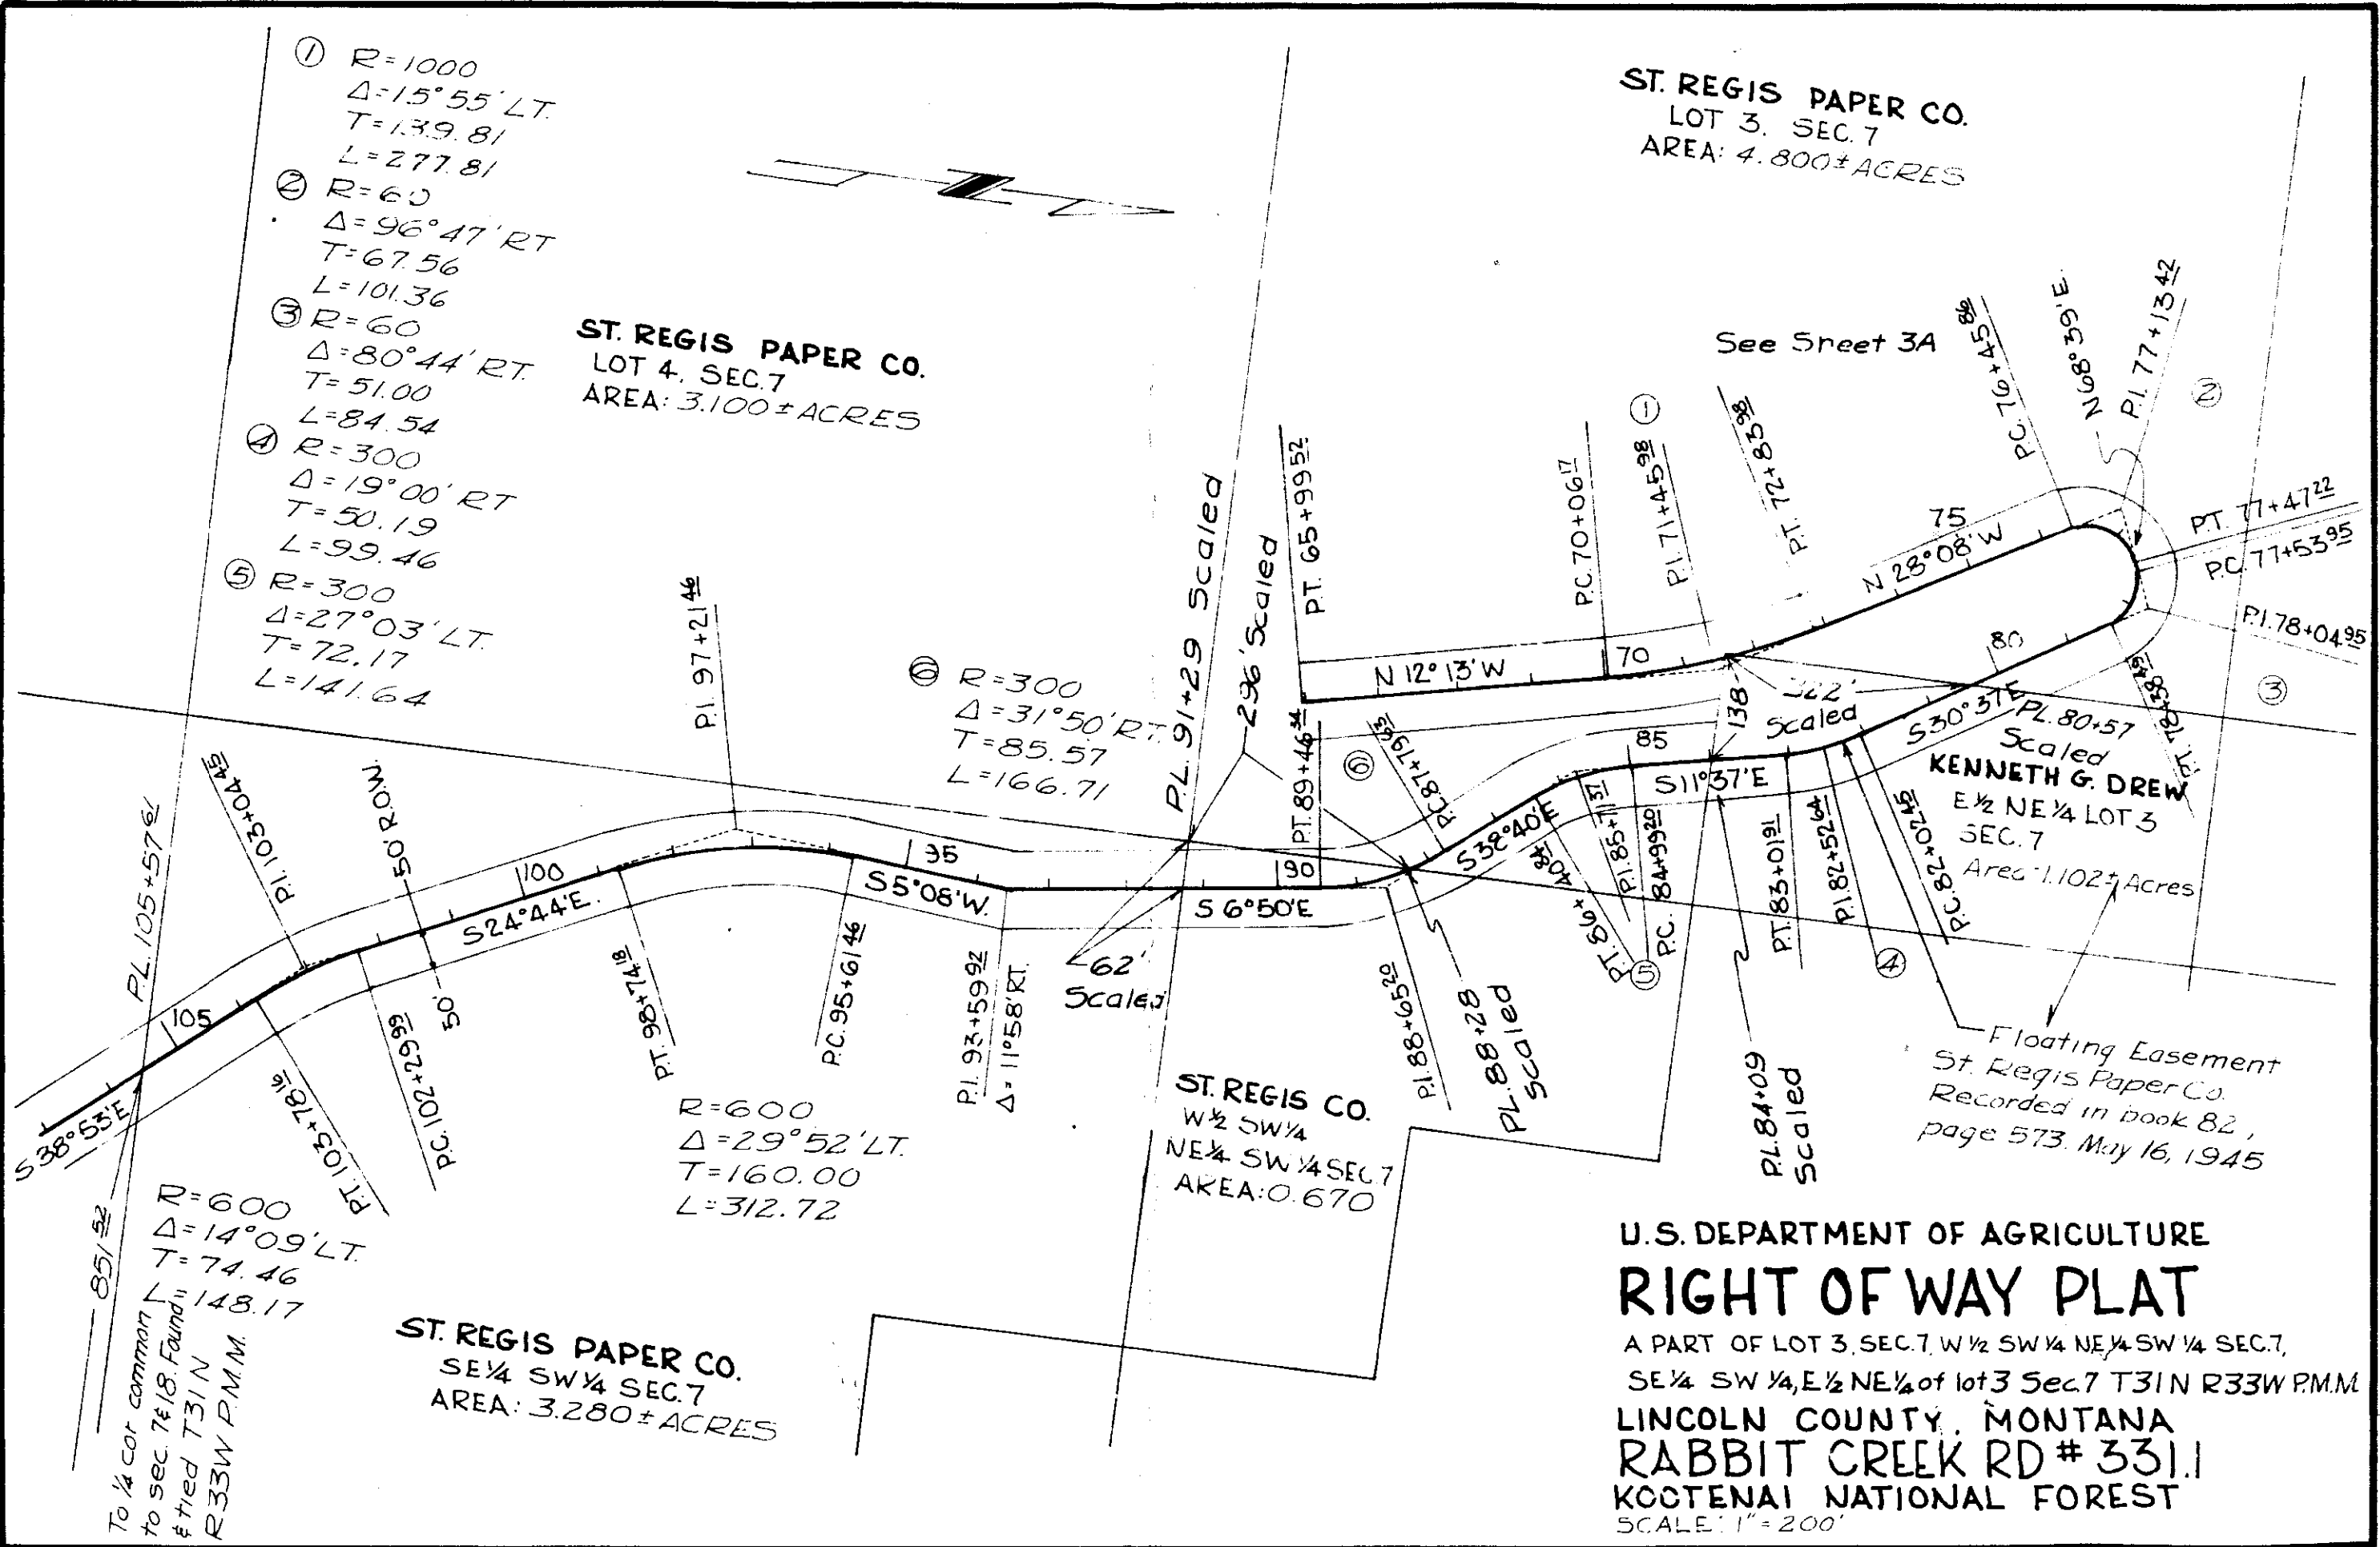 ① R=1000
Δ=15°55' LT.
T=139.81
L=277.81
② R=60
Δ=96°47' RT
T=67.56
L=101.36
③ R=60
Δ=80°44' RT.
T=51.00
L=84.54
④ R=300
Δ=19°00' RT
T=50.19
L=99.46
⑤ R=300
Δ=27°03' LT.
T=72.17
L=141.64
ST. REGIS PAPER CO.
LOT 4, SEC.7
AREA: 3.100± ACRES
ST. REGIS PAPER CO.
LOT 3. SEC. 7
AREA: 4.800± ACRES
See Sheet 3A
⑥ R=300
Δ=31°50' RT.
T=85.57
L=166.71
P.L. 91+29 Scaled
296' Scaled
P.T. 65+99 52
P.C. 70+06 17
P.I. 71+45 98
①
P.T. 72+83 98
P.C. 76+45 86
N68°39'E.
P.I. 77+13 42
②
P.T. 77+47 22
P.C. 77+53 95
P.I. 78+04 95
③
P.T. 78+38 49
75
N 28°08' W
N 12° 13' W
70
138
322'
Scaled
80
S30°37'E
P.L. 80+57
Scaled
KENNETH G. DREW
E½ NE¼ LOT 3
SEC. 7
Area 1.102± Acres
85
S11°37'E
P.T. 89+46 34
⑥
P.C. 87+79 63
S38°40'E
P.T. 86+40 84
P.I. 85+71 37
⑤
P.C. 84+99 20
P.T. 83+01 91
P.I. 82+52 64
④
P.C. 82+02 45
P.I. 97+21 46
P.I. 103+04 45
50' R.O.W.
P.L. 105+57 61
100
S24°44'E.
95
S5°08'W.
90
S 6°50'E
105
S38°53'E
P.T. 103+78 16
P.C. 102+29 99
50'
P.T. 98+74 18
P.C. 95+61 46
P.I. 93+59 92
Δ=11°58' RT.
62'
Scaled
P.I. 88+65 20
P.L. 88+28
Scaled
P.L. 84+09
Scaled
Floating Easement
St. Regis Paper Co.
Recorded in book 82,
page 573. May 16, 1945
R=600
Δ=29°52' LT.
T=160.00
L=312.72
ST. REGIS CO.
W½ SW¼
NE¼ SW¼ SEC.7
AREA: 0.670
851 52
R=600
Δ=14°09' LT.
T=74.46
L=148.17
To ¼ cor common
to sec. 7&18. Found
& tied T31N
R33W P.M.M.
ST. REGIS PAPER CO.
SE¼ SW¼ SEC.7
AREA: 3.280± ACRES
U.S. DEPARTMENT OF AGRICULTURE
RIGHT OF WAY PLAT
A PART OF LOT 3, SEC.7, W½ SW¼ NE¼ SW¼ SEC.7,
SE¼ SW¼, E½ NE¼ of lot 3 Sec.7 T31N R33W P.M.M.
LINCOLN COUNTY, MONTANA
RABBIT CREEK RD # 331.1
KOOTENAI NATIONAL FOREST
SCALE: 1" = 200'